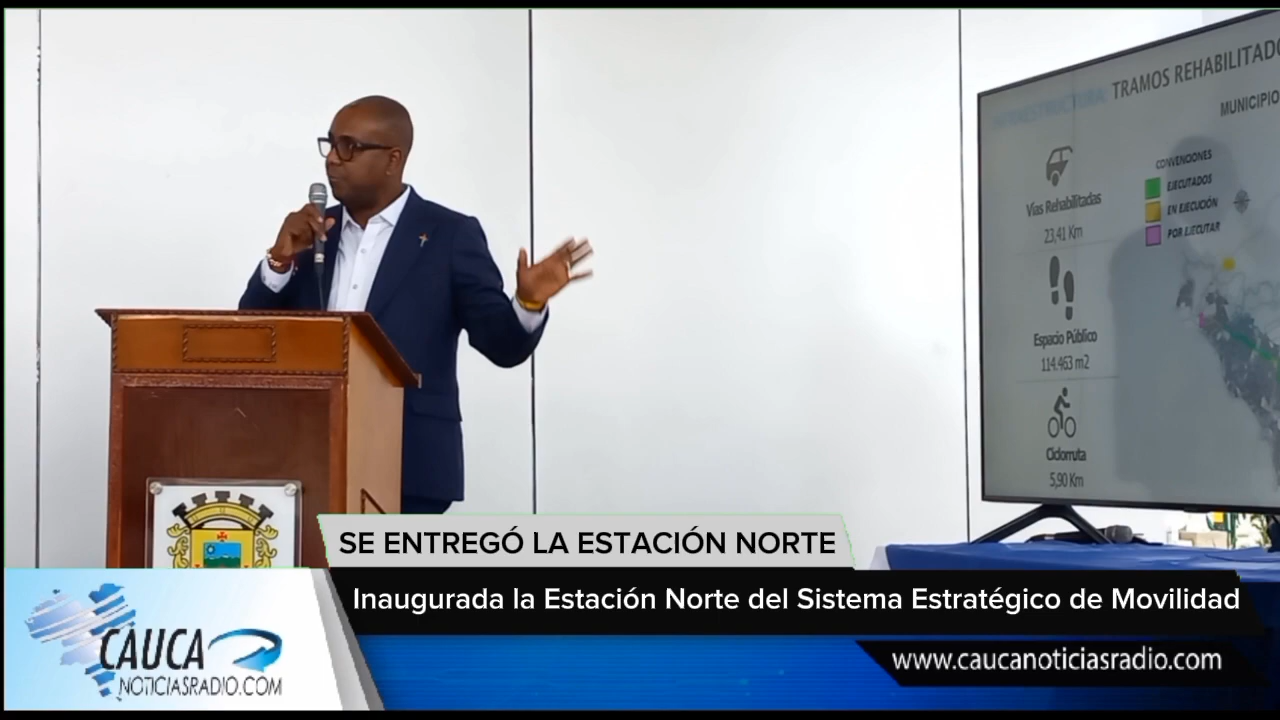 TRAMOS REHABILITADO
MUNICIPIO
CONVENCIONES
EJECUTADOS
EN EJECUCIÓN
POR EJECUTAR
Vías Rehabilitadas
23,41 Km
Espacio Público
114.463 m2
Ciclorruta
5,90 Km
SE ENTREGÓ LA ESTACIÓN NORTE
Inaugurada la Estación Norte del Sistema Estratégico de Movilidad
CAUCA
NOTICIASRADIO.COM
www.caucanoticiasradio.com